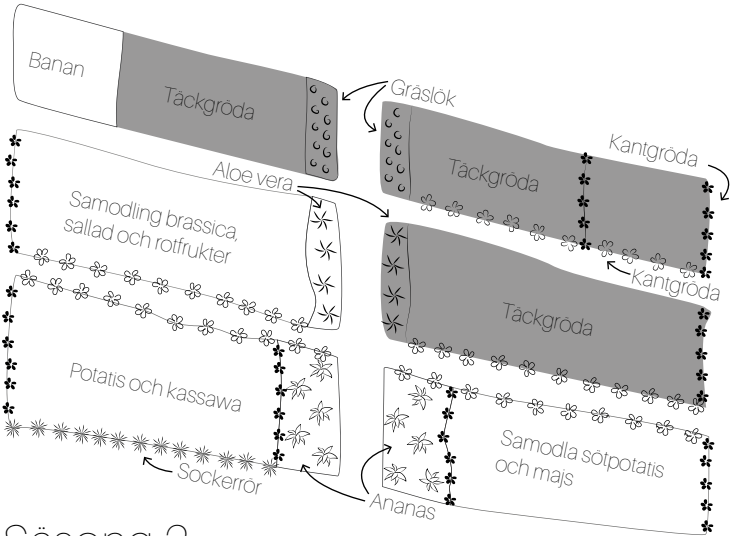 Banan
Täckgröda
Gräslök
Täckgröda
Kantgröda
Aloe vera
Samodling brassica,
sallad och rotfrukter
Kantgröda
Täckgröda
Potatis och kassawa
Samodla sötpotatis
och majs
Sockerrör
Ananas